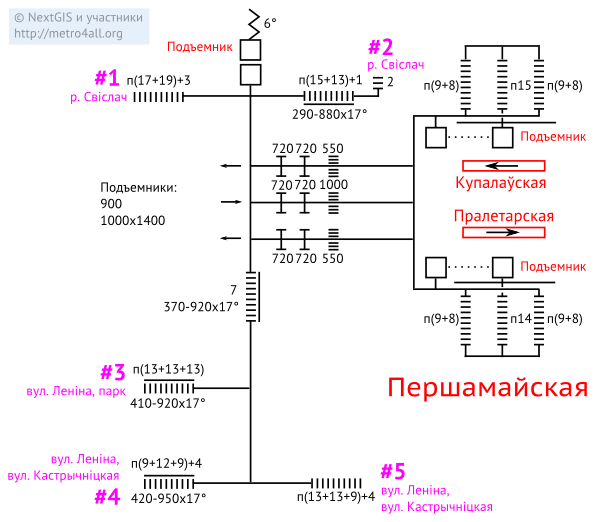 © NextGIS и участники
http://metro4all.org
6°
Подъемник
#1
р. Свіслач
п(17+19)+3
#2
р. Свіслач
п(15+13)+1
2
290-880x17°
п(9+8)
п15
п(9+8)
Подъемник
720 720 550
Купалаўская
720 720 1000
Подъемники:
900
1000x1400
Пралетарская
720 720 550
Подъемник
7
370-920x17°
п(9+8)
п14
п(9+8)
#3
вул. Леніна, парк
п(13+13+13)
410-920x17°
Першамайская
вул. Леніна,
вул. Кастрычніцкая
#4
п(9+12+9)+4
420-950x17°
п(13+13+9)+4
#5
вул. Леніна,
вул. Кастрычніцкая